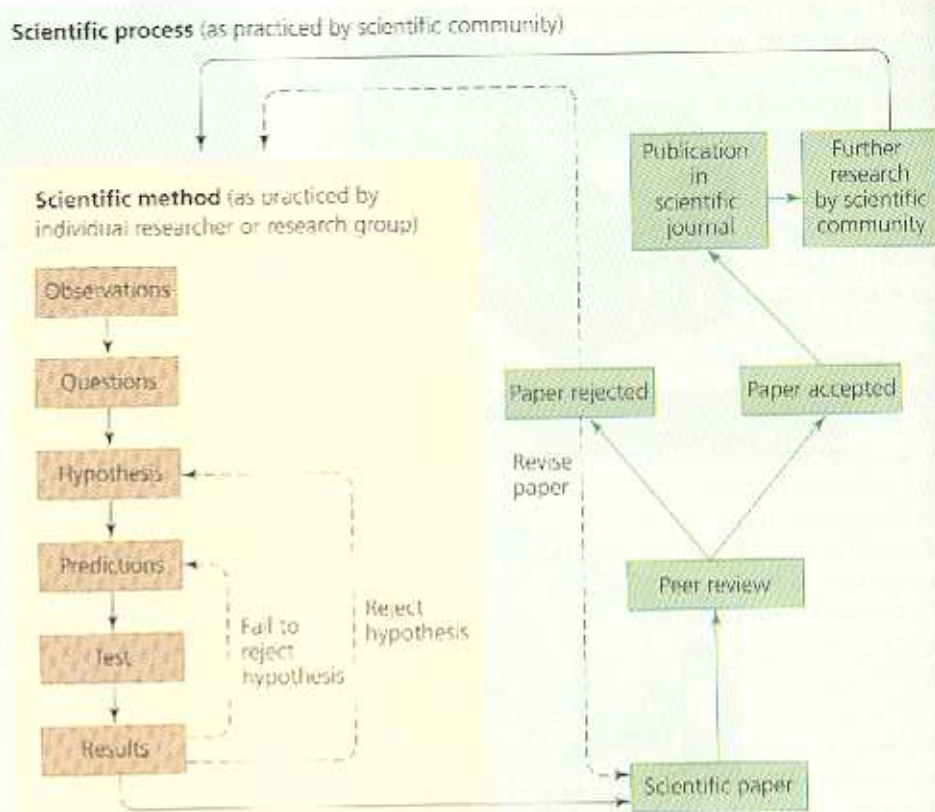 Scientific process (as practiced by scientific community)
Scientific method (as practiced by
individual researcher or research group)
Observations
Questions
Hypothesis
Predictions
Test
Results
Fail to
reject
hypothesis
Reject
hypothesis
Publication
in
scientific
journal
Further
research
by scientific
community
Paper rejected
Paper accepted
Revise
paper
Peer review
Scientific paper